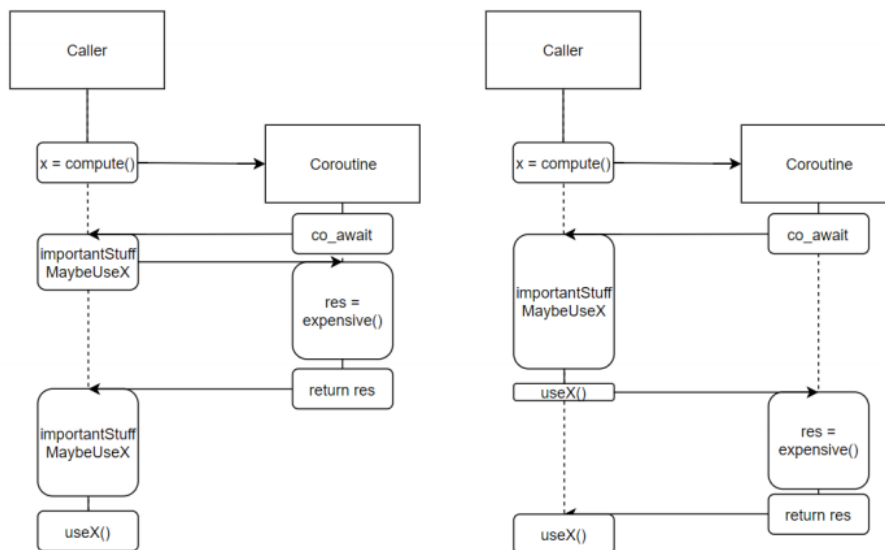 Caller
x = compute()
Coroutine
co_await
importantStuff
MaybeUseX
res =
expensive()
return res
importantStuff
MaybeUseX
useX()
Caller
x = compute()
Coroutine
co_await
importantStuff
MaybeUseX
useX()
res =
expensive()
return res
useX()